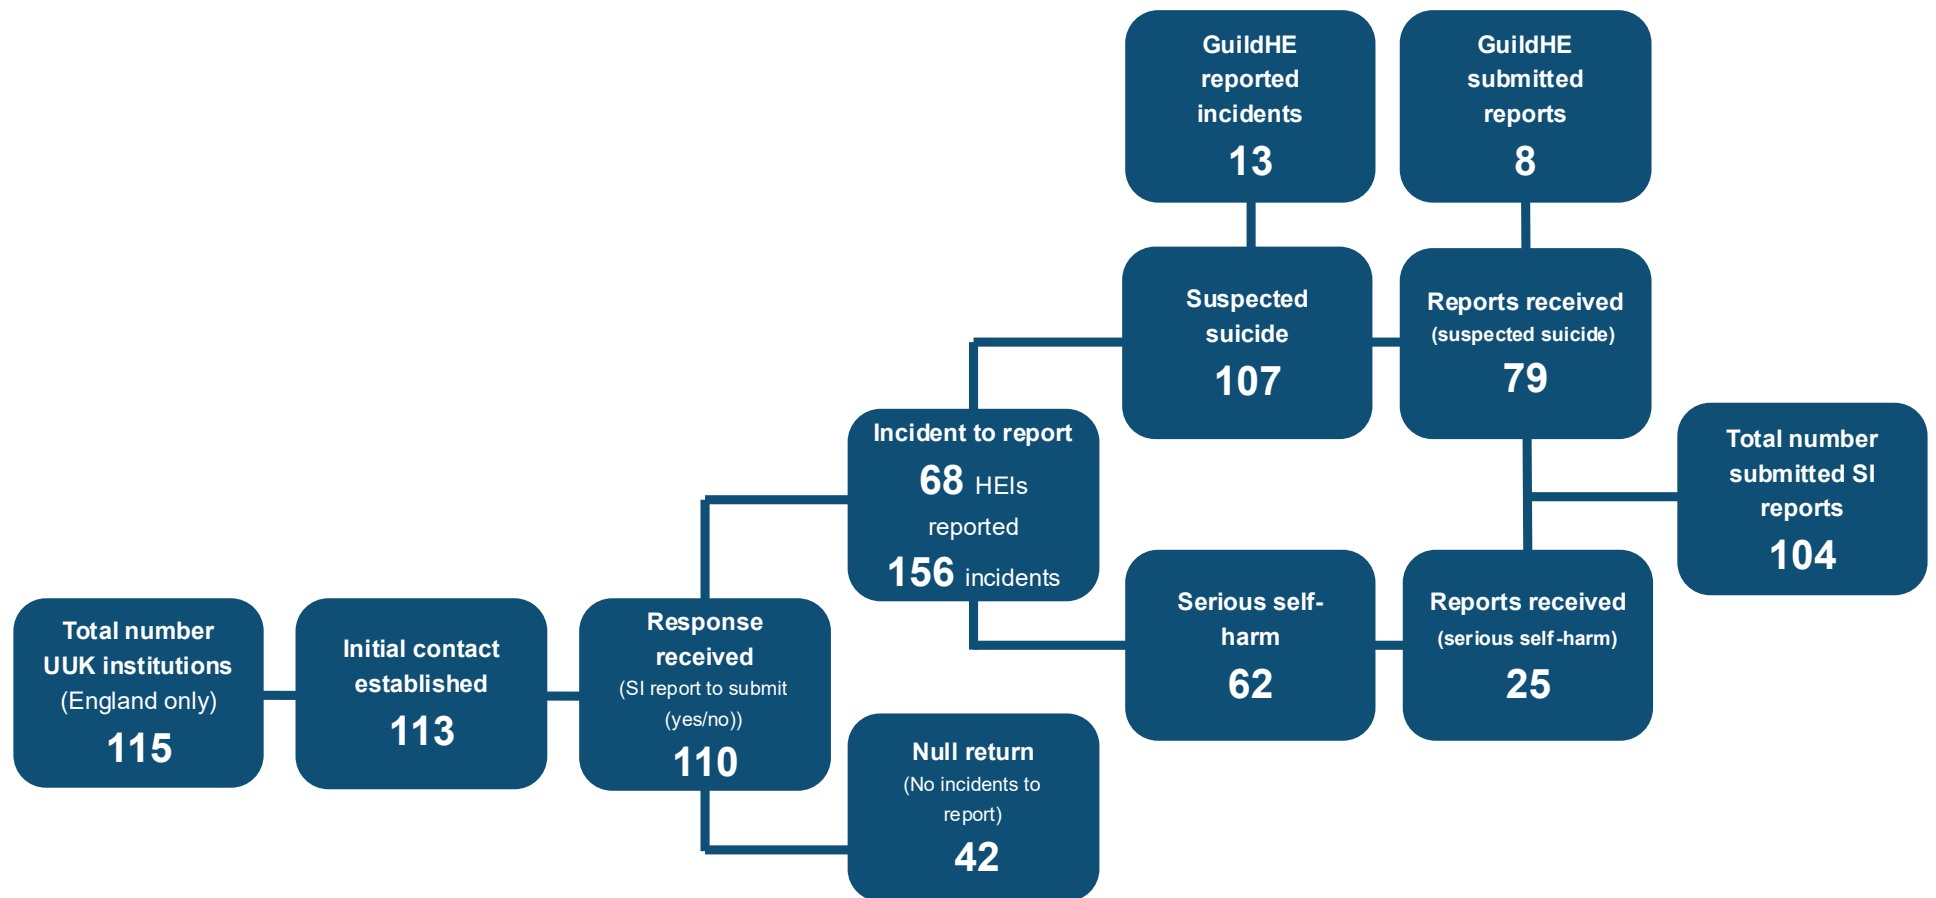 GuildHE
reported
incidents
13
GuildHE
submitted
reports
8
Suspected
suicide
107
Reports received
(suspected suicide)
79
Incident to report
68 HEIs
reported
156 incidents
Total number
submitted SI
reports
104
Serious self-
harm
62
Reports received
(serious self-harm)
25
Total number
UUK institutions
(England only)
115
Initial contact
established
113
Response
received
(SI report to submit
(yes/no))
110
Null return
(No incidents to
report)
42